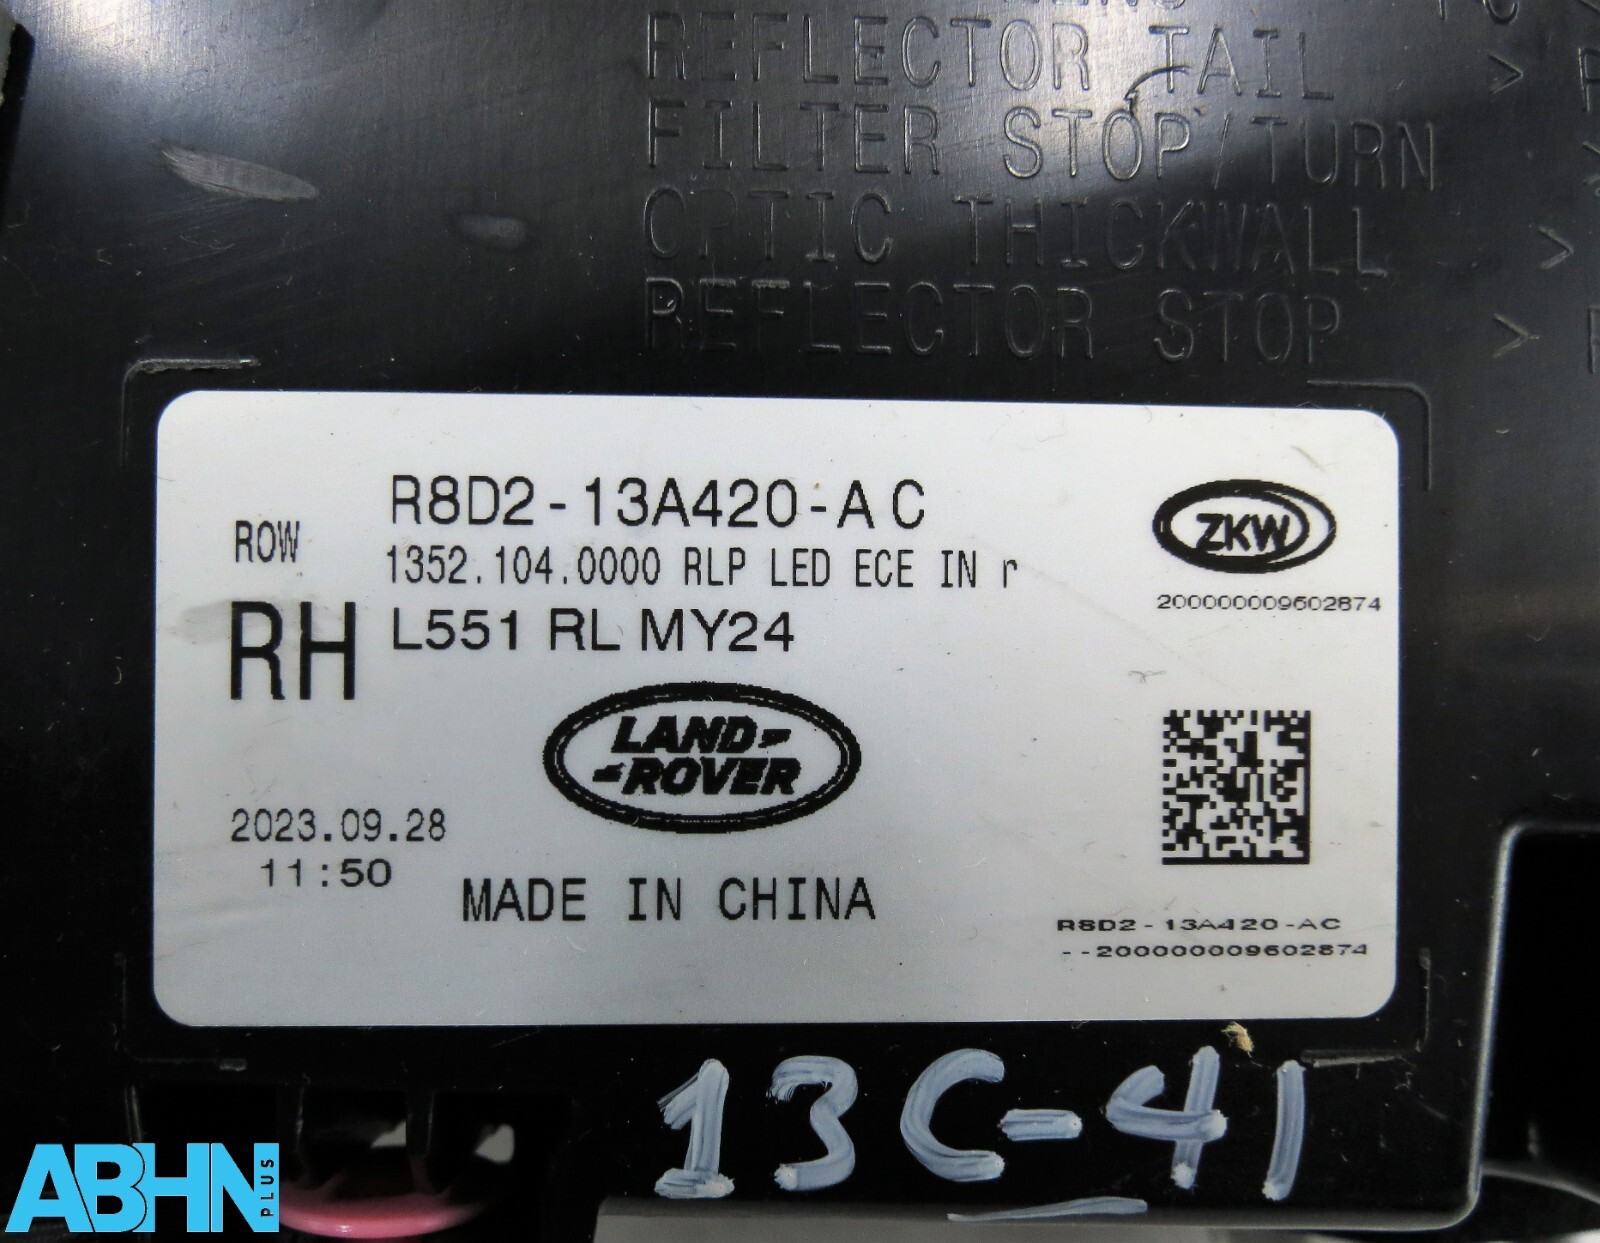 REFLECTOR TAIL >
FILTER STOP/TURN
OPTIC THICKWALL >
REFLECTOR STOP >
R8D2-13A420-AC
ROW
1352.104.0000 RLP LED ECE IN r
RH
L551 RL MY24
ZKW
200000009602874
LAND-
-ROVER
2023.09.28
11:50
MADE IN CHINA
R8D2-13A420-AC
--200000009602874
13C-41
ABHN PLUS